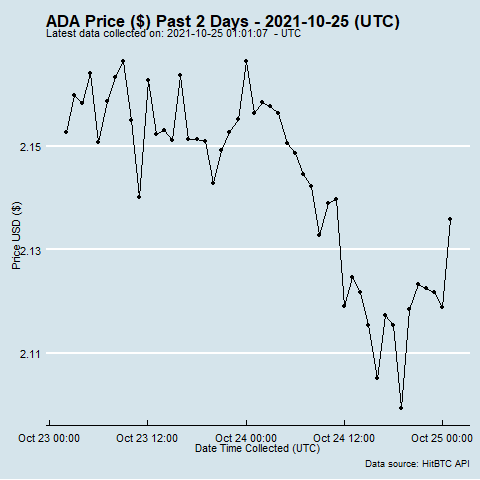 ADA Price ($) Past 2 Days - 2021-10-25 (UTC)
Latest data collected on: 2021-10-25 01:01:07 - UTC
Price USD ($)
2.15
2.13
2.11
Oct 23 00:00
Oct 23 12:00
Oct 24 00:00
Oct 24 12:00
Oct 25 00:00
Date Time Collected (UTC)
Data source: HitBTC API